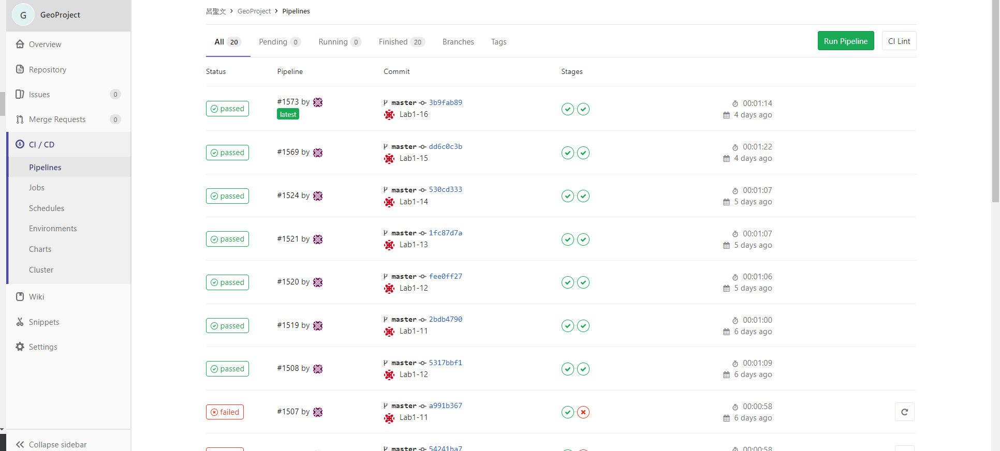 G GeoProject
Overview
Repository
Issues 0
Merge Requests 0
CI / CD
Pipelines
Jobs
Schedules
Environments
Charts
Cluster
Wiki
Snippets
Settings
Collapse sidebar
呂聖文 > GeoProject > Pipelines
All 20 Pending 0 Running 0 Finished 20 Branches Tags Run Pipeline CI Lint
Status Pipeline Commit Stages
passed #1573 by latest master 3b9fab89 Lab1-16 00:01:14 4 days ago
passed #1569 by master dd6c0c3b Lab1-15 00:01:22 4 days ago
passed #1524 by master 530cd333 Lab1-14 00:01:07 5 days ago
passed #1521 by master 1fc87d7a Lab1-13 00:01:07 5 days ago
passed #1520 by master fee0ff27 Lab1-12 00:01:06 5 days ago
passed #1519 by master 2bdb4790 Lab1-11 00:01:00 6 days ago
passed #1508 by master 5317bbf1 Lab1-12 00:01:09 6 days ago
failed #1507 by master a991b367 Lab1-11 00:00:58 6 days ago
master 54241ba7 00:00:58